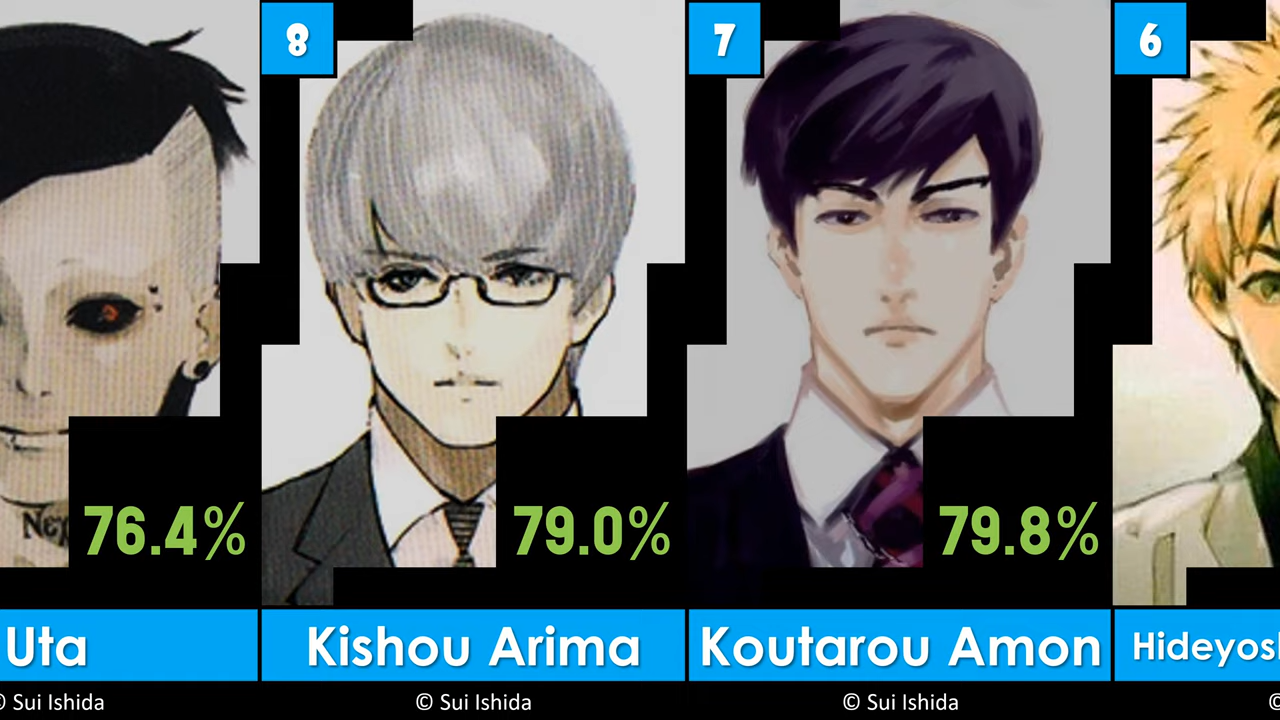 8
7
6
Nex
76.4%
79.0%
79.8%
Uta
Kishou Arima
Koutarou Amon
© Sui Ishida
© Sui Ishida
© Sui Ishida
©